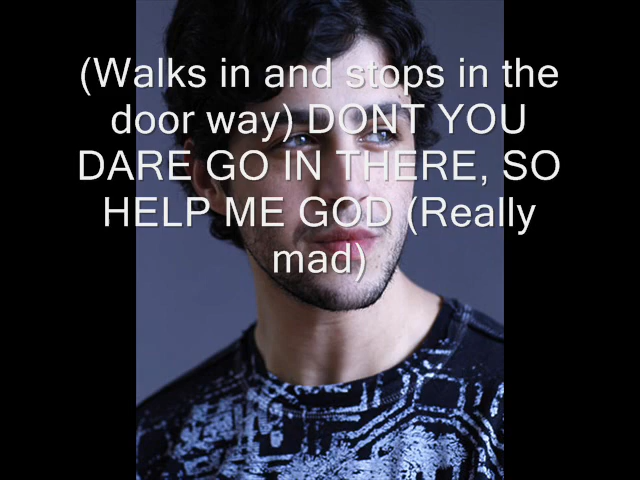 (Walks in and stops in the
door way) DONT YOU
DARE GO IN THERE, SO
HELP ME GOD (Really
mad)